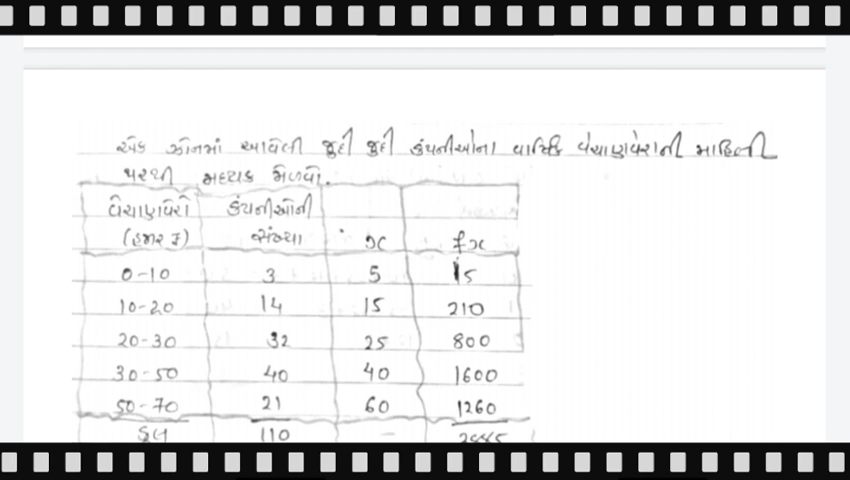 એક ઝોનમાં આવેલી જુદી જુદી કંપનીઓના વાર્ષિક વેચાણવેરાની માહિતી
પરથી મધ્યક મેળવો.
વેચાણવેરો કંપનીઓની
(હજાર રૂ) સંખ્યા x fx
0-10 3 5 15
10-20 14 15 210
20-30 32 25 800
30-50 40 40 1600
50-70 21 60 1260
કુલ 110 -